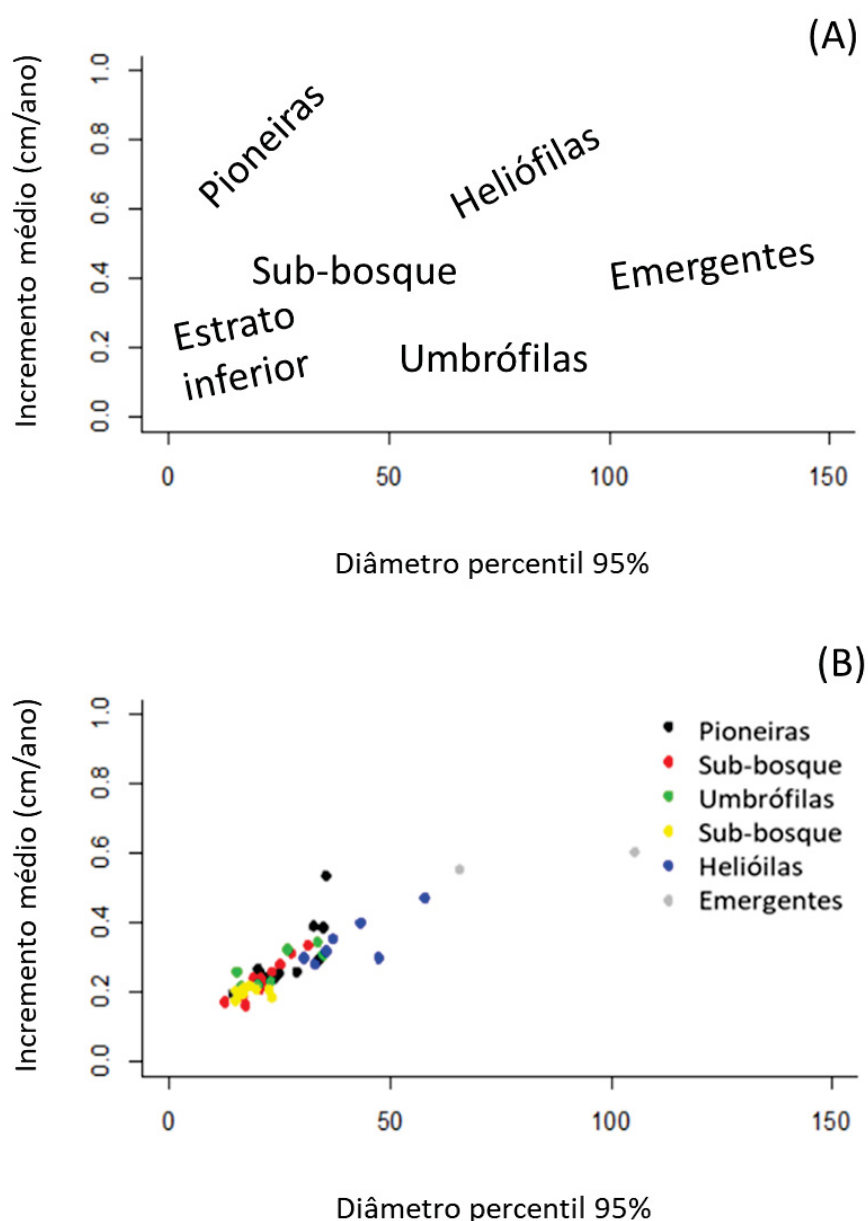 (A)
Incremento médio (cm/ano)
1.0
0.8
0.6
0.4
0.2
0.0
Pioneiras
Heliófilas
Sub-bosque
Emergentes
Estrato
inferior
Umbrófilas
0 50 100 150
Diâmetro percentil 95%
(B)
Incremento médio (cm/ano)
1.0
0.8
0.6
0.4
0.2
0.0
Pioneiras
Sub-bosque
Umbrófilas
Sub-bosque
Helióilas
Emergentes
0 50 100 150
Diâmetro percentil 95%